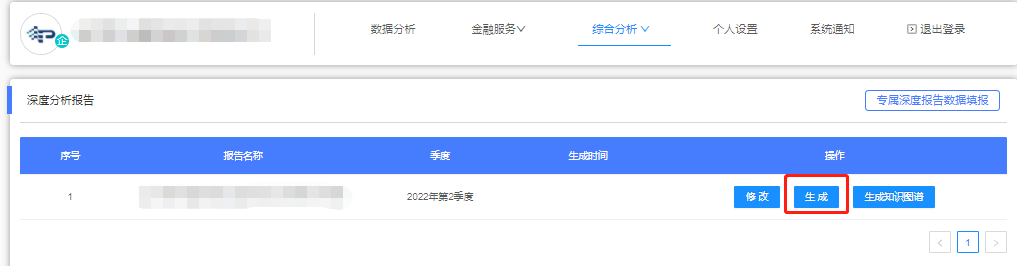 企
数据分析 金融服务 综合分析 个人设置 系统通知 退出登录
深度分析报告 专属深度报告数据填报
序号 报告名称 季度 生成时间 操作
1 2022年第2季度 修改 生成 生成知识图谱
< 1 >